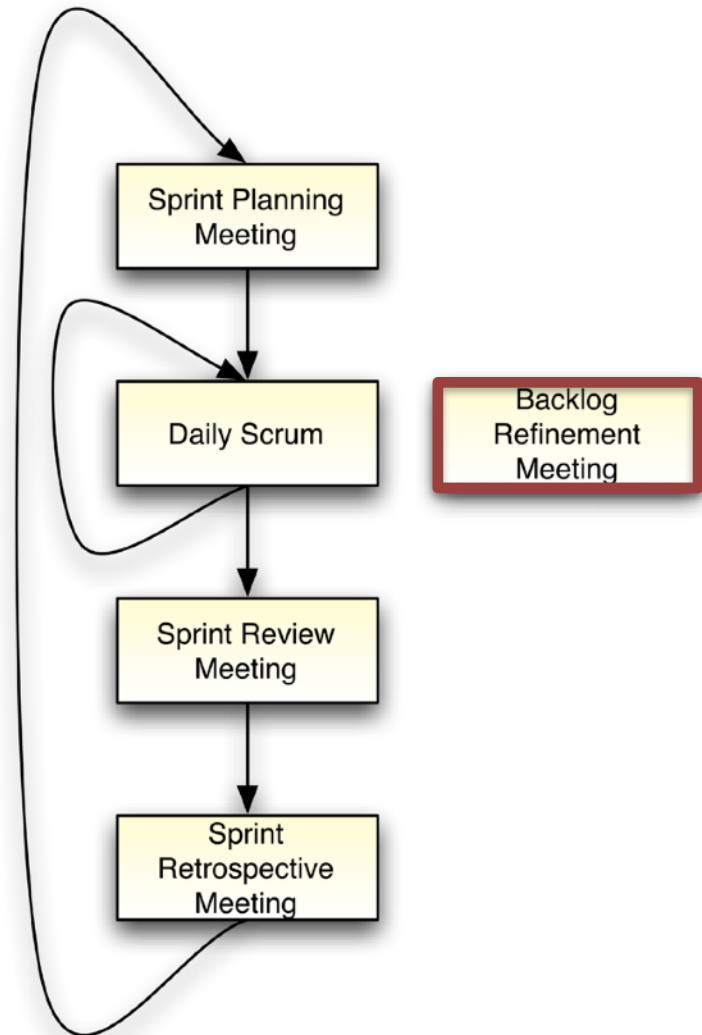 Sprint Planning
Meeting
Daily Scrum
Backlog
Refinement
Meeting
Sprint Review
Meeting
Sprint
Retrospective
Meeting